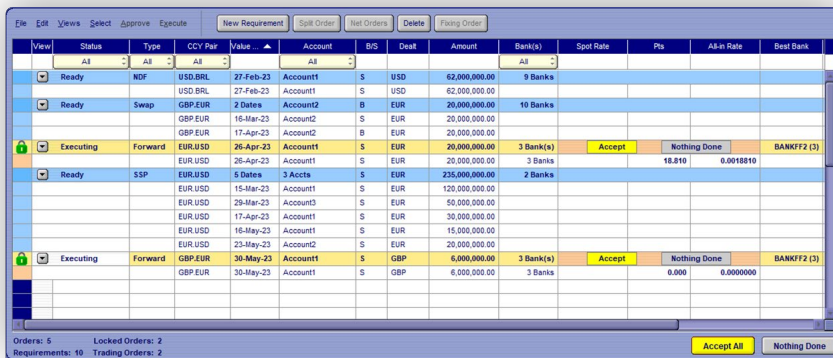 File Edit Views Select Approve Execute New Requirement Split Order Net Orders Delete Fixing Order
View Status Type CCY Pair Value ... Account B/S Dealt Amount Bank(s) Spot Rate Pts All-in Rate Best Bank
All All All All All
Ready NDF USD.BRL 27-Feb-23 Account1 S USD 62,000,000.00 9 Banks
USD.BRL 27-Feb-23 Account1 S USD 62,000,000.00
Ready Swap GBP.EUR 2 Dates Account2 B EUR 20,000,000.00 10 Banks
GBP.EUR 16-Mar-23 Account2 S EUR 20,000,000.00
GBP.EUR 17-Apr-23 Account2 B EUR 20,000,000.00
Executing Forward EUR.USD 26-Apr-23 Account1 S EUR 20,000,000.00 3 Bank(s) Accept Nothing Done BANKFF2 (3)
EUR.USD 26-Apr-23 Account1 S EUR 20,000,000.00 3 Banks 18.810 0.0018810
Ready SSP EUR.USD 5 Dates 3 Accts S EUR 235,000,000.00 2 Banks
EUR.USD 15-Mar-23 Account1 S EUR 120,000,000.00
EUR.USD 29-Mar-23 Account3 S EUR 50,000,000.00
EUR.USD 17-Apr-23 Account1 S EUR 30,000,000.00
EUR.USD 16-May-23 Account1 S EUR 15,000,000.00
EUR.USD 23-May-23 Account2 S EUR 20,000,000.00
Executing Forward GBP.EUR 30-May-23 Account1 S GBP 6,000,000.00 3 Bank(s) Accept Nothing Done BANKFF2 (3)
GBP.EUR 30-May-23 Account1 S GBP 6,000,000.00 3 Banks 0.000 0.0000000
Orders: 5 Locked Orders: 2
Requirements: 10 Trading Orders: 2
Accept All Nothing Done